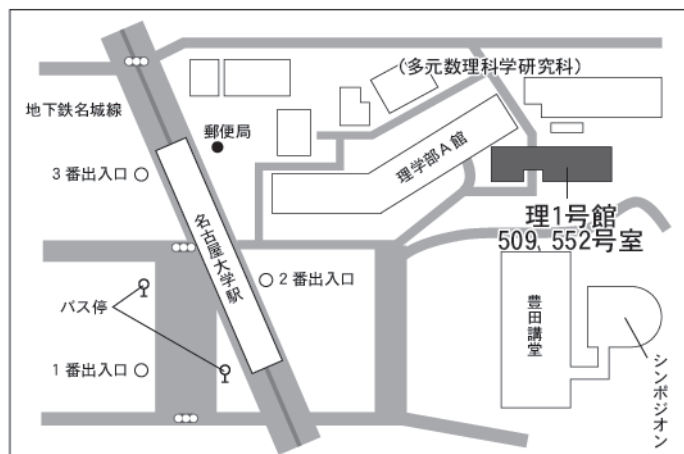 (多元数理科学研究科)
地下鉄名城線
郵便局
理学部A館
3番出入口
理1号館
509, 552号室
名古屋大学駅
2番出入口
バス停
豊田講堂
1番出入口
シンポジオン